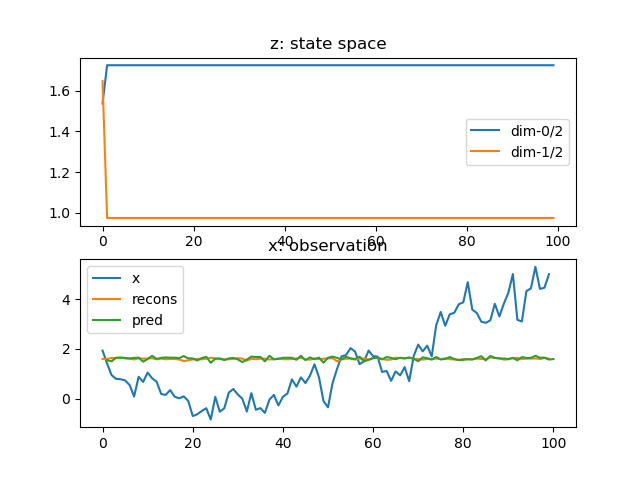 z: state space
1.6
1.4
1.2
1.0
dim-0/2
dim-1/2
0 20 40 60 80 100
x: observation
4
2
0
x
recons
pred
0 20 40 60 80 100